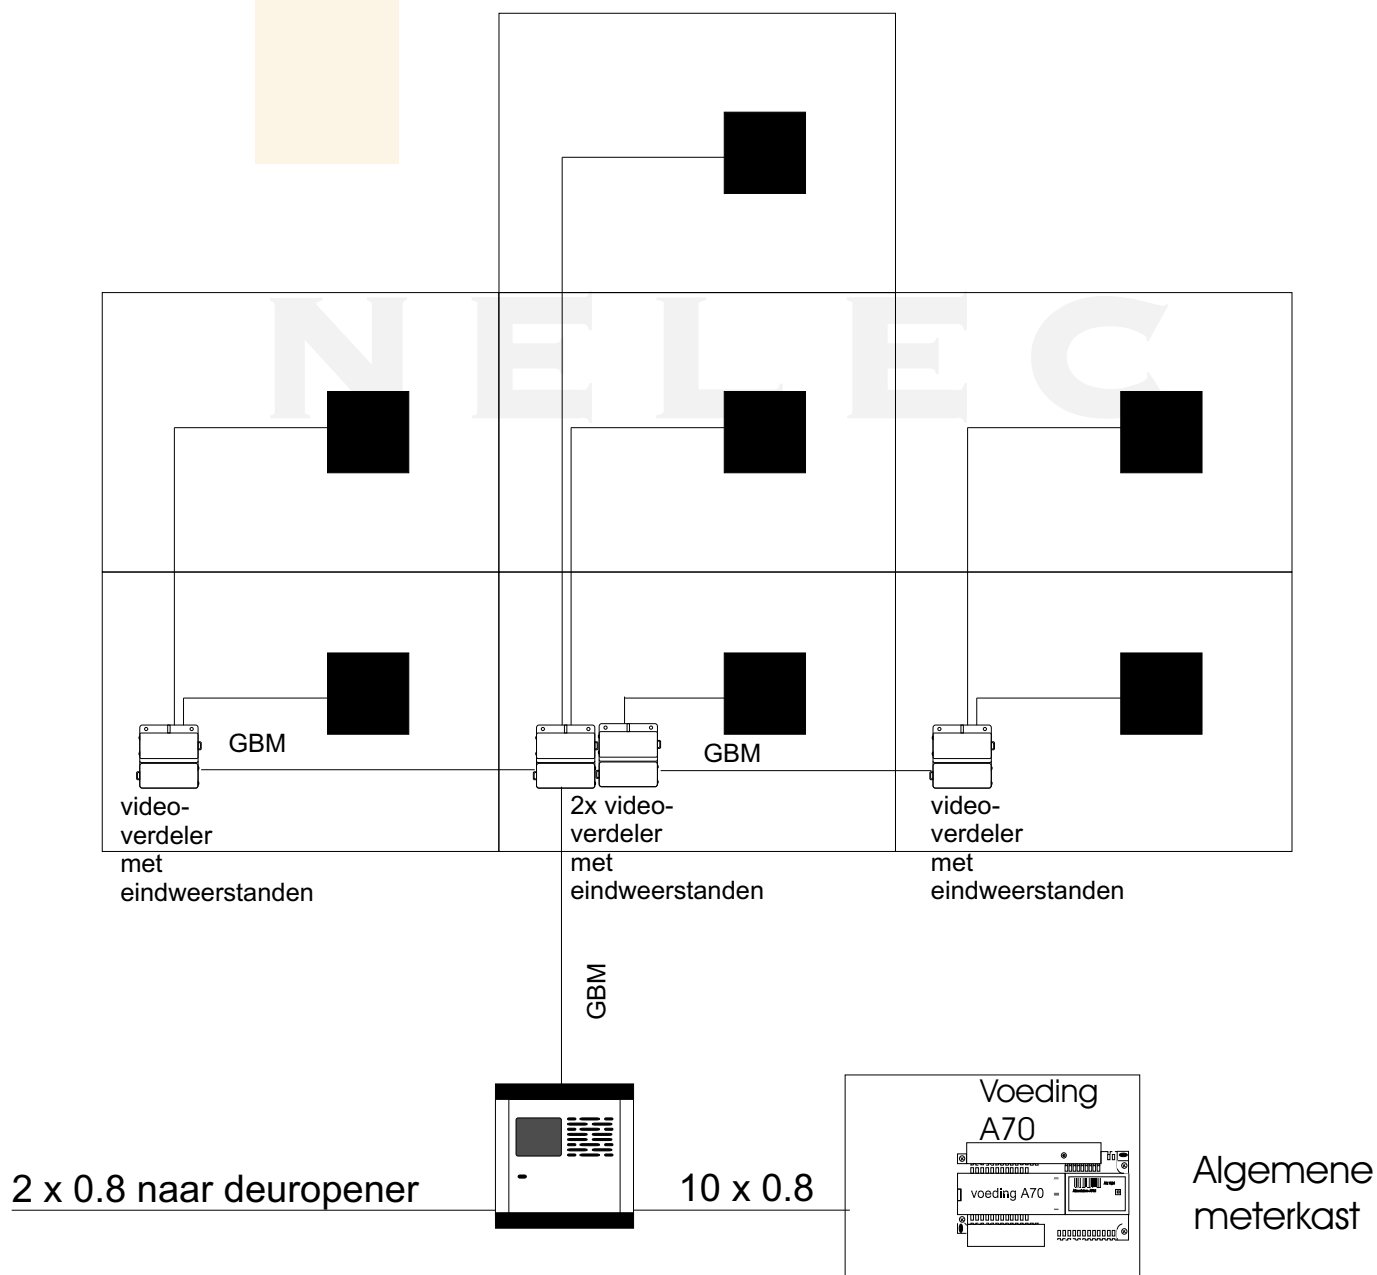 NELEC
GBM
GBM
video-
verdeler
met
eindweerstanden
2x video-
verdeler
met
eindweerstanden
video-
verdeler
met
eindweerstanden
GBM
Voeding
A70
voeding A70
2 x 0.8 naar deuropener
10 x 0.8
Algemene
meterkast